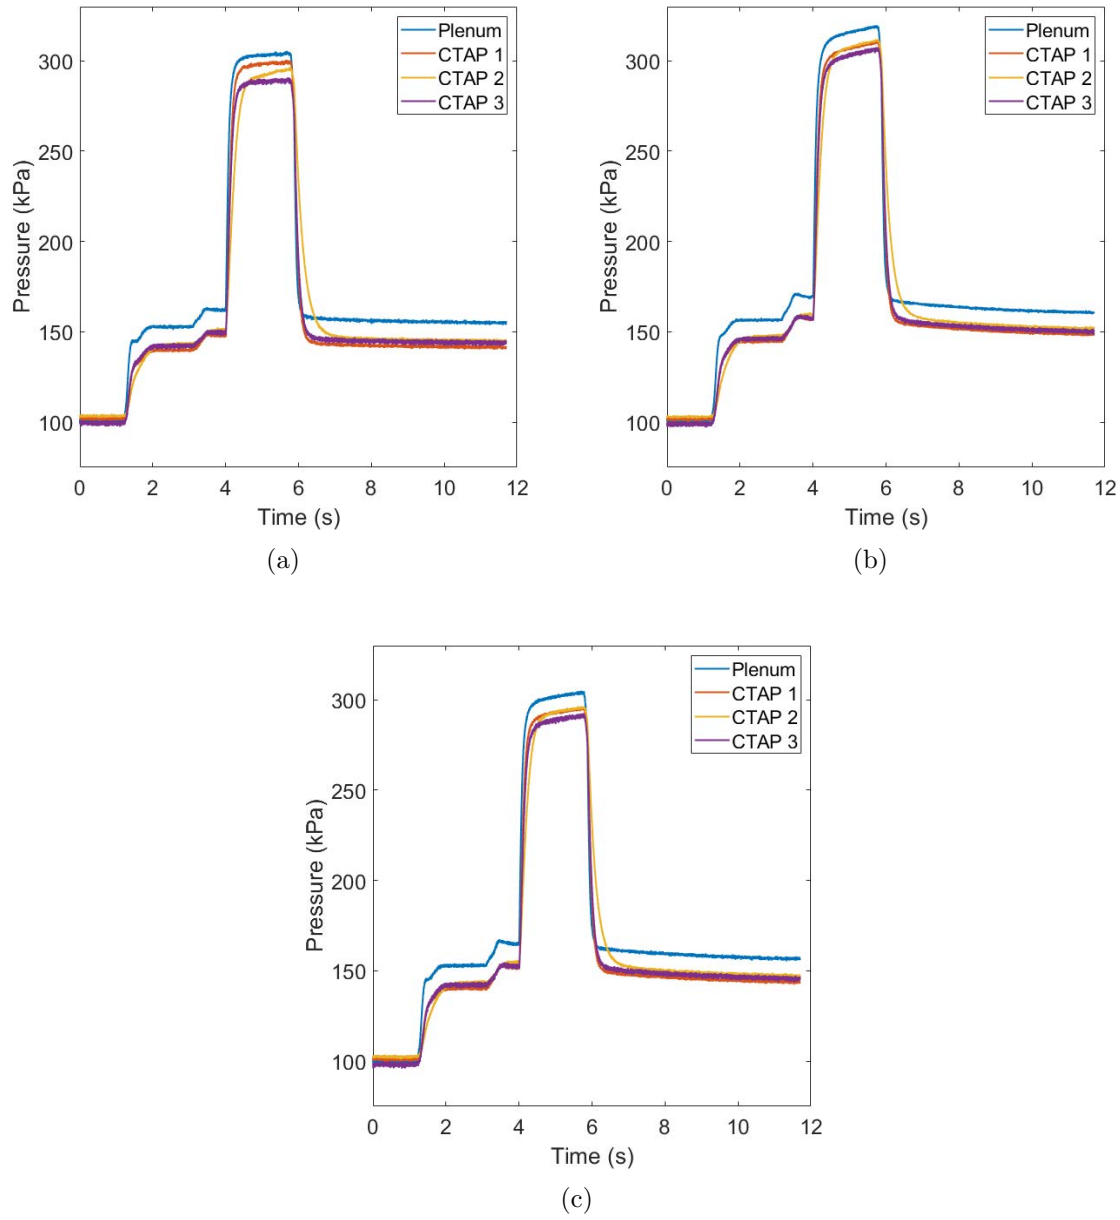 Plenum
CTAP 1
CTAP 2
CTAP 3
300
250
200
150
100
Pressure (kPa)
0 2 4 6 8 10 12
Time (s)
(a)
Plenum
CTAP 1
CTAP 2
CTAP 3
300
250
200
150
100
Pressure (kPa)
0 2 4 6 8 10 12
Time (s)
(b)
Plenum
CTAP 1
CTAP 2
CTAP 3
300
250
200
150
100
Pressure (kPa)
0 2 4 6 8 10 12
Time (s)
(c)